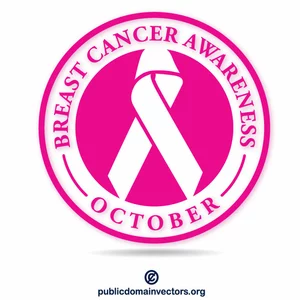 BREAST CANCER AWARENESS
OCTOBER
publicdomainvectors.org